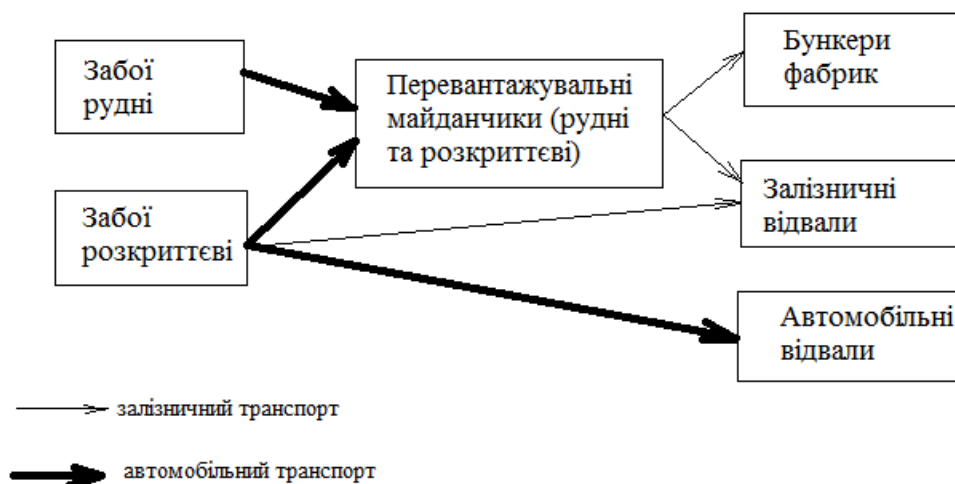 Забої
рудні
Перевантажувальні
майданчики (рудні
та розкриттєві)
Бункери
фабрик
Забої
розкриттєві
Залізничні
відвали
Автомобільні
відвали
залізничний транспорт
автомобільний транспорт